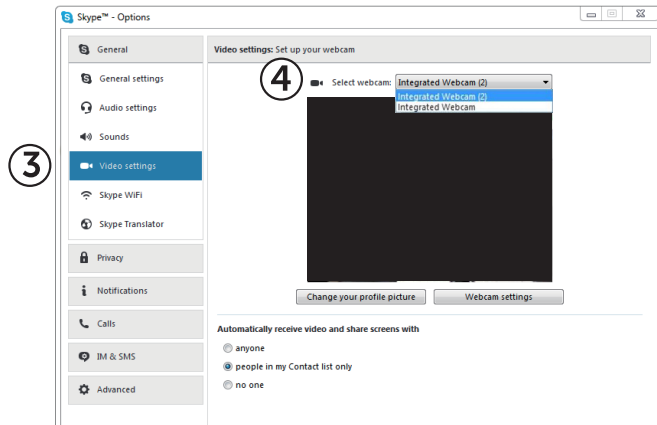 Skype™ - Options
General
General settings
Audio settings
Sounds
3
Video settings
Skype WiFi
Skype Translator
Privacy
Notifications
Calls
IM & SMS
Advanced
Video settings: Set up your webcam
4
Select webcam: Integrated Webcam (2)
Integrated Webcam (2)
Integrated Webcam
Change your profile picture
Webcam settings
Automatically receive video and share screens with
anyone
people in my Contact list only
no one